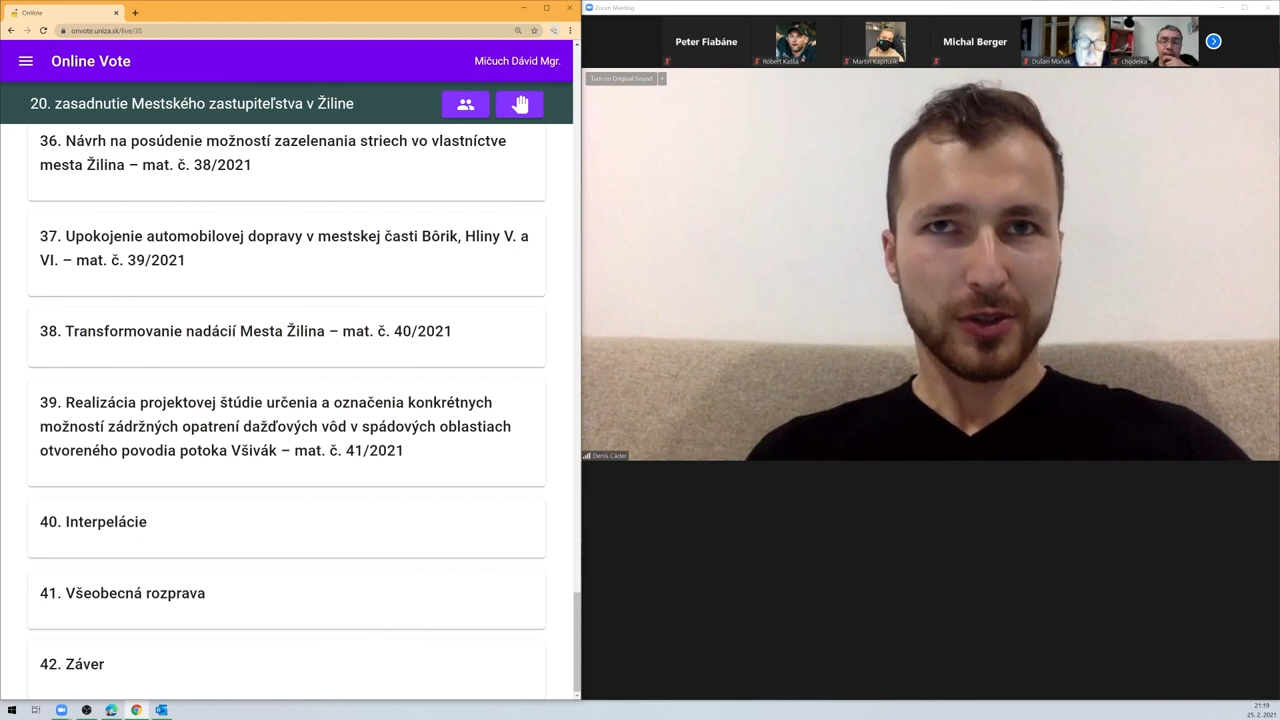 OnVote
onvote.uniza.sk/live/35
Online Vote
Mičuch Dávid Mgr.
20. zasadnutie Mestského zastupiteľstva v Žiline
36. Návrh na posúdenie možností zazelenania striech vo vlastníctve
mesta Žilina – mat. č. 38/2021
37. Upokojenie automobilovej dopravy v mestskej časti Bôrik, Hliny V. a
VI. – mat. č. 39/2021
38. Transformovanie nadácií Mesta Žilina – mat. č. 40/2021
39. Realizácia projektovej štúdie určenia a označenia konkrétnych
možností zádržných opatrení dažďových vôd v spádových oblastiach
otvoreného povodia potoka Všivák – mat. č. 41/2021
40. Interpelácie
41. Všeobecná rozprava
42. Záver
Zoom Meeting
Peter Fiabáne
Róbert Kašša
Martin Kapitulík
Michal Berger
Dušan Maňák
chodelka
Turn on Original Sound
Denis Cáder
21:19
25. 2. 2021